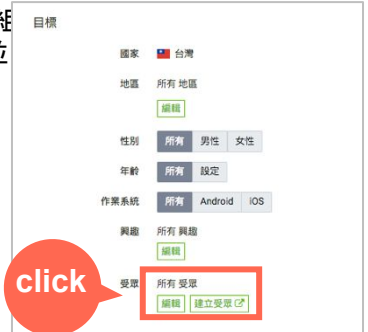 目標
國家 台灣
地區 所有 地區
編輯
性別 所有 男性 女性
年齡 所有 設定
作業系統 所有 Android iOS
興趣 所有 興趣
編輯
click
受眾 所有 受眾
編輯 建立受眾